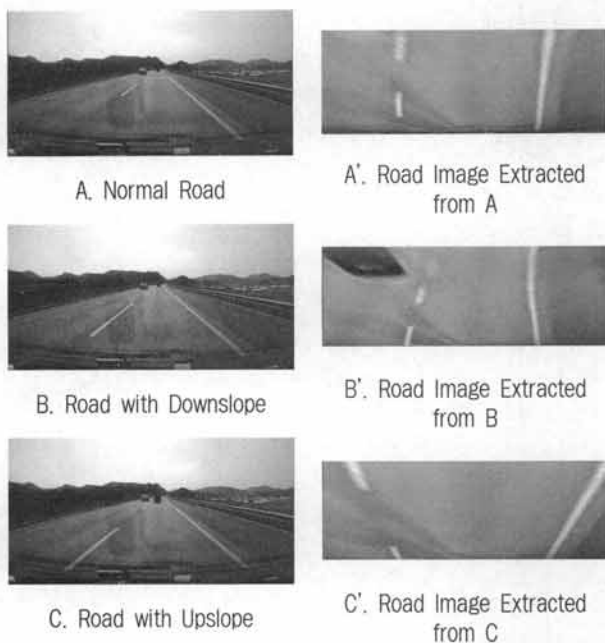 A. Normal Road
A'. Road Image Extracted
from A
B. Road with Downslope
B'. Road Image Extracted
from B
C. Road with Upslope
C'. Road Image Extracted
from C